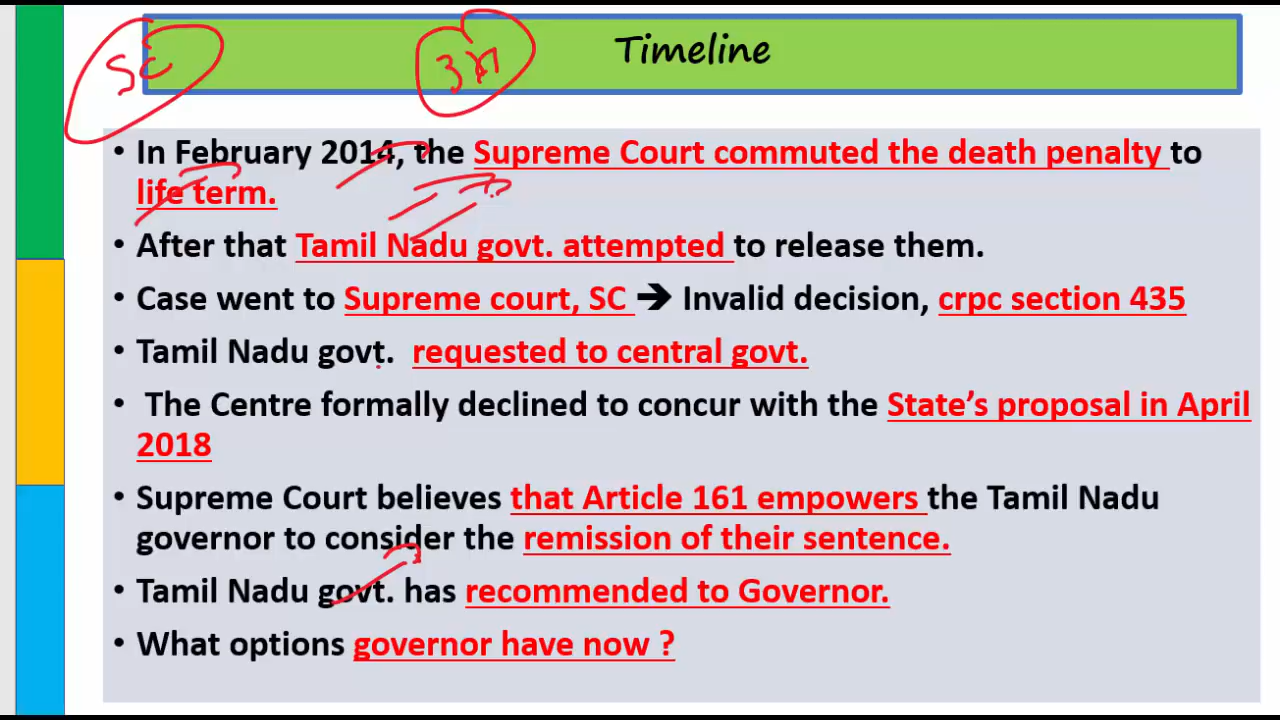 SC
Timeline
• In February 2014, the Supreme Court commuted the death penalty to
life term.
• After that Tamil Nadu govt. attempted to release them.
• Case went to Supreme court, SC ➔ Invalid decision, crpc section 435
• Tamil Nadu govt. requested to central govt.
• The Centre formally declined to concur with the State’s proposal in April
2018
• Supreme Court believes that Article 161 empowers the Tamil Nadu
governor to consider the remission of their sentence.
• Tamil Nadu govt. has recommended to Governor.
• What options governor have now ?